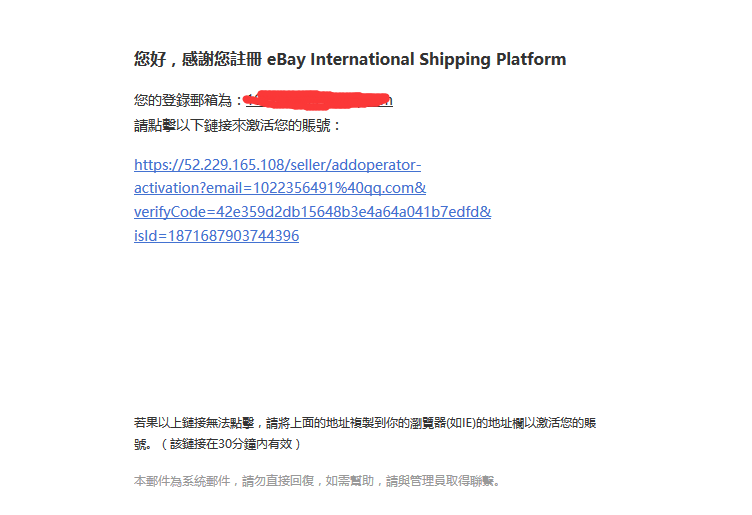 您好，感謝您註冊 eBay International Shipping Platform
您的登錄郵箱為：
請點擊以下鏈接來激活您的賬號：
https://52.229.165.108/seller/addoperator-
activation?email=1022356491%40qq.com&
verifyCode=42e359d2db15648b3e4a64a041b7edfd&
isId=1871687903744396
若果以上鏈接無法點擊，請將上面的地址複製到你的瀏覽器(如IE)的地址欄以激活您的賬
號。（該鏈接在30分鐘內有效）
本郵件為系統郵件，請勿直接回復，如需幫助，請與管理員取得聯繫。